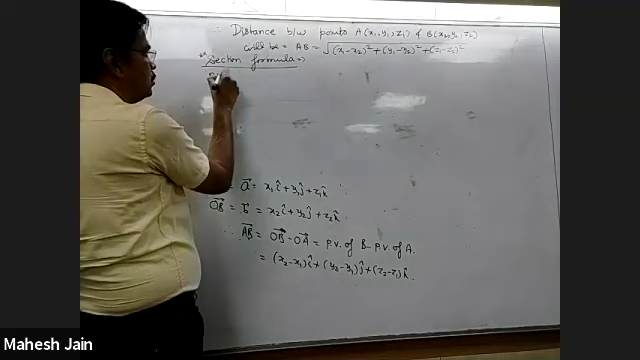 Distance b/w points A(x₁,y₁,z₁) & B(x₂,y₂,z₂)
will be = AB = √(x₁-x₂)²+(y₁-y₂)²+(z₁-z₂)²
Section formula ⇒
= a⃗ = x₁î+y₁ĵ+z₁k̂
OB⃗ = b⃗ = x₂î+y₂ĵ+z₂k̂
∴ AB⃗ = OB⃗ - OA⃗ = P.V. of B - P.V. of A.
= (x₂-x₁)î+(y₂-y₁)ĵ+(z₂-z₁)k̂.
Mahesh Jain